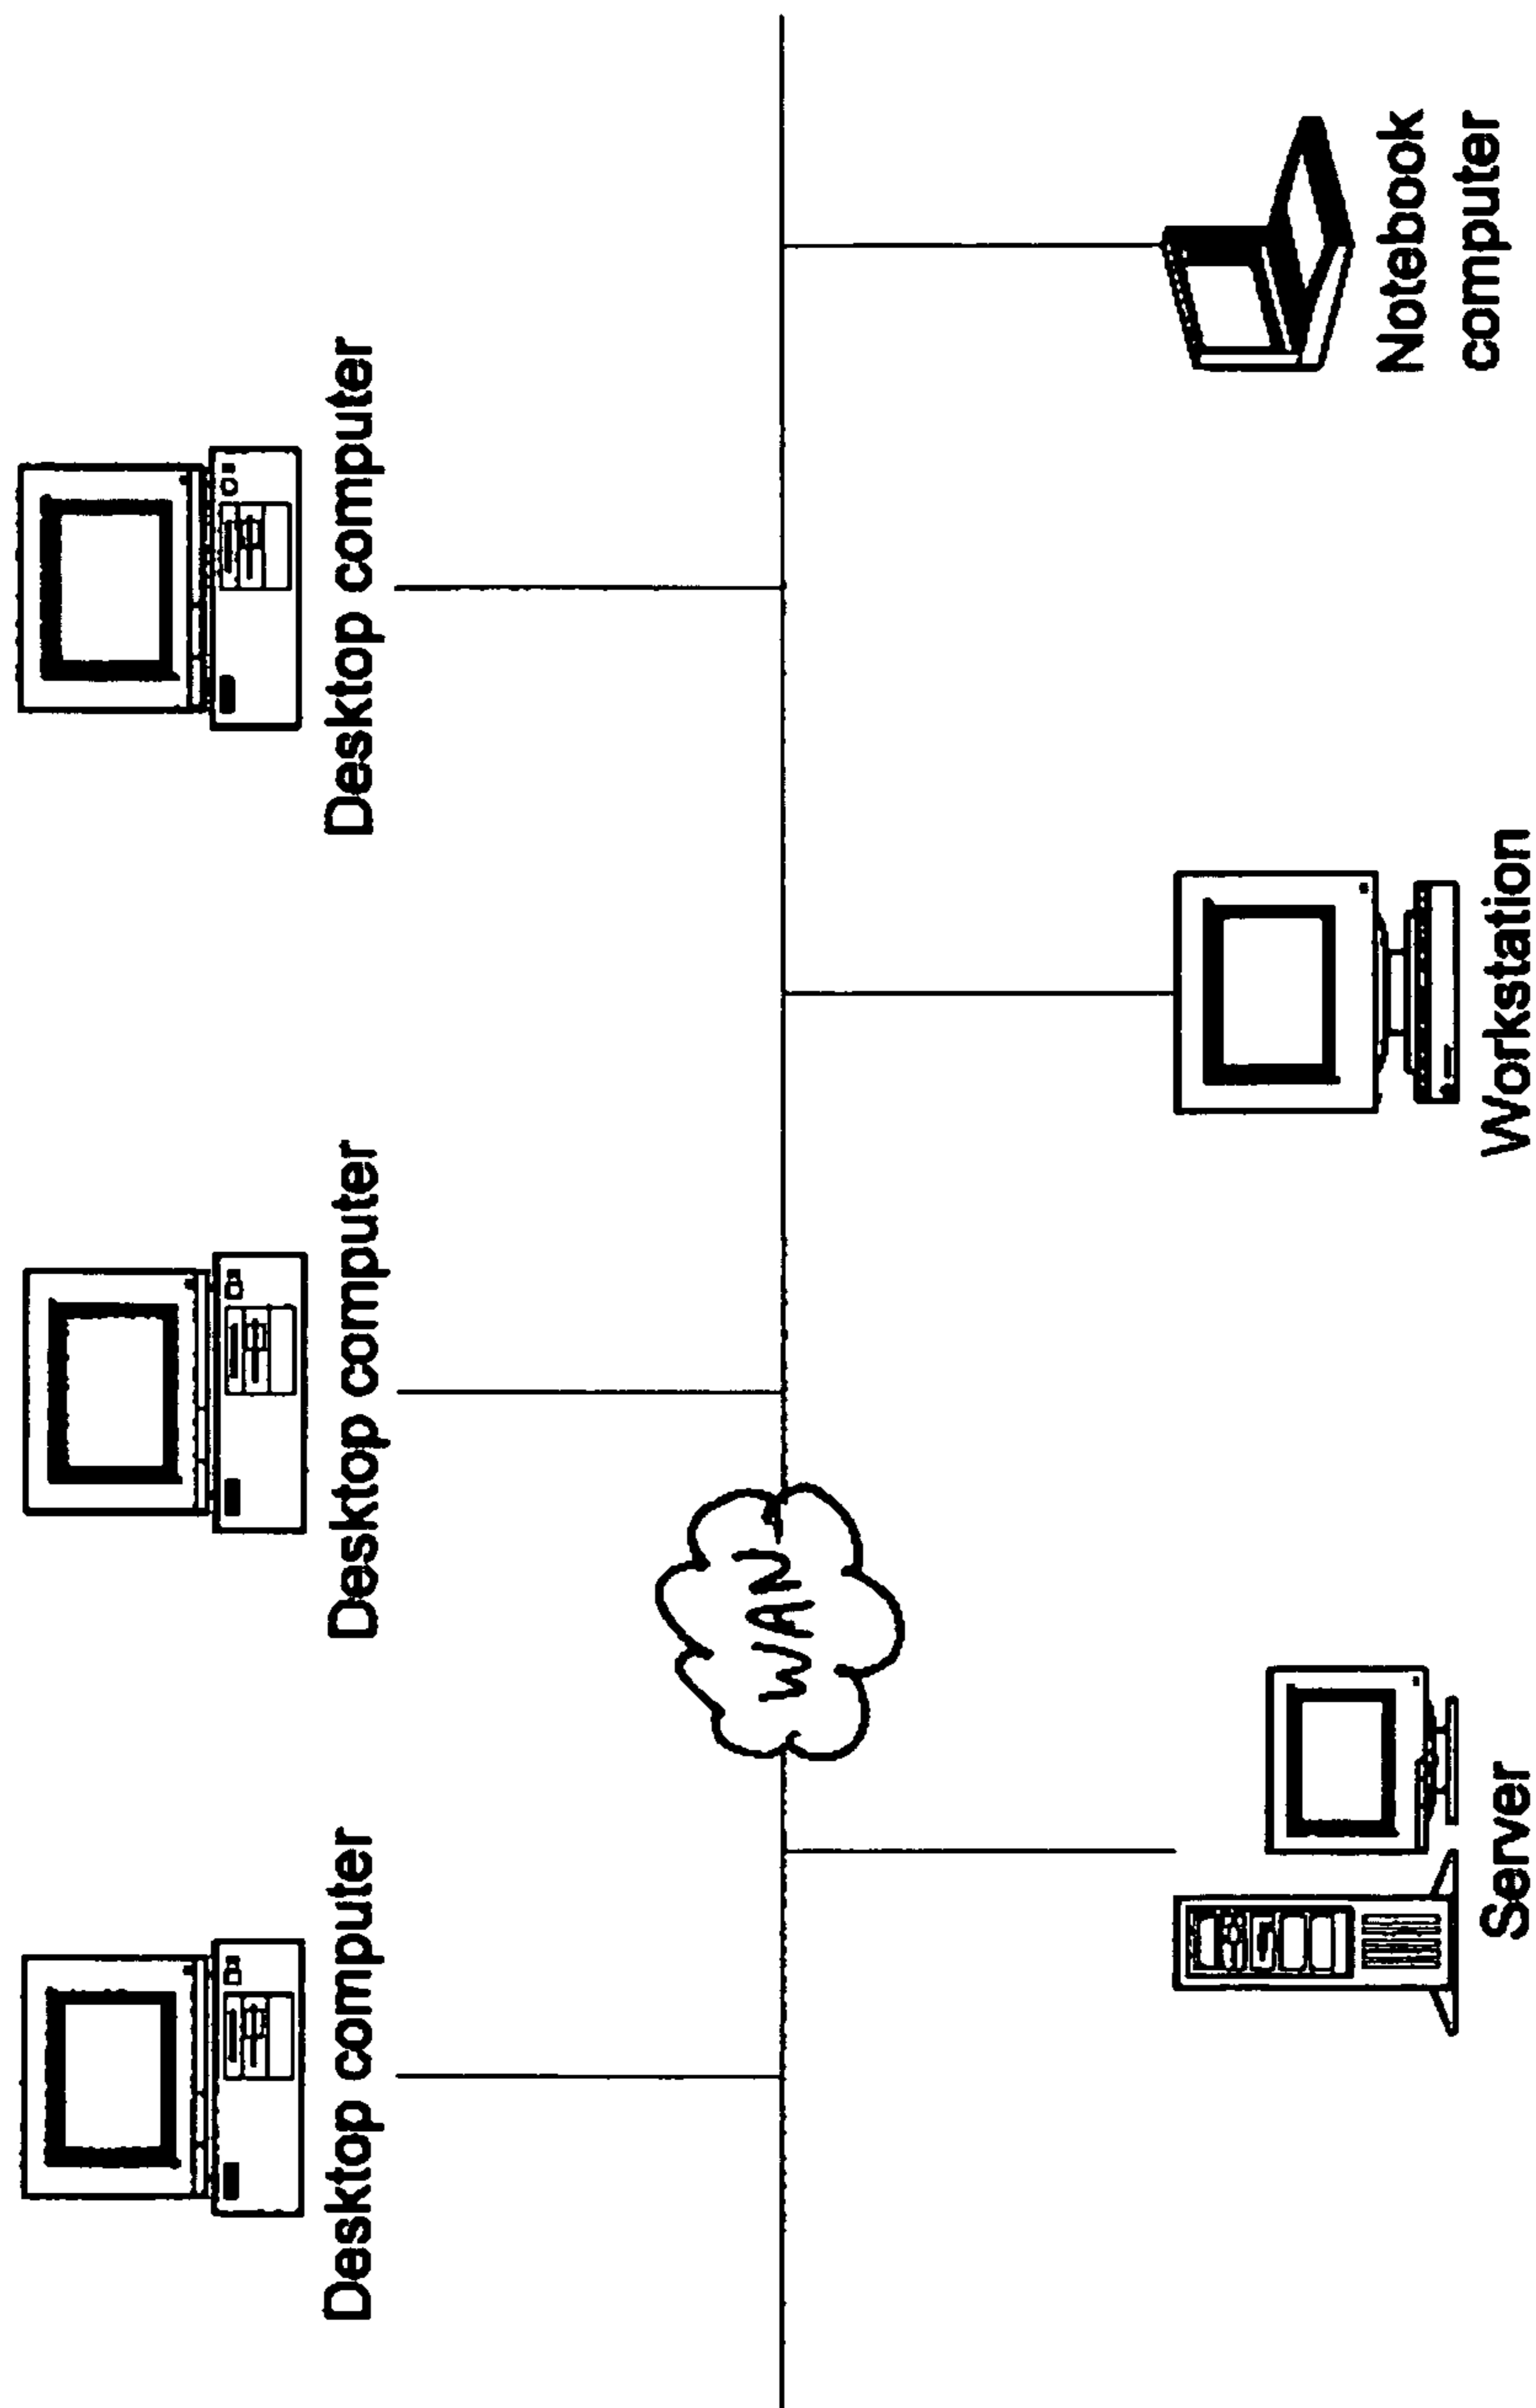 Desktop computer
Desktop computer
Desktop computer
WAN
Server
Workstation
Notebook
computer